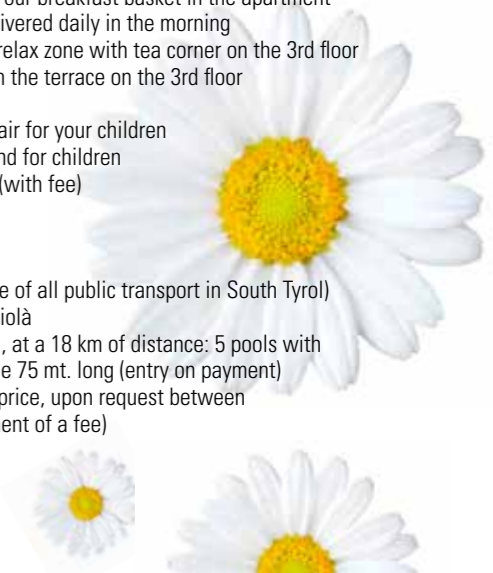 our breakfast basket in the apartment
ivered daily in the morning
relax zone with tea corner on the 3rd floor
n the terrace on the 3rd floor
air for your children
nd for children
(with fee)
e of all public transport in South Tyrol)
iolà
, at a 18 km of distance: 5 pools with
e 75 mt. long (entry on payment)
price, upon request between
ent of a fee)